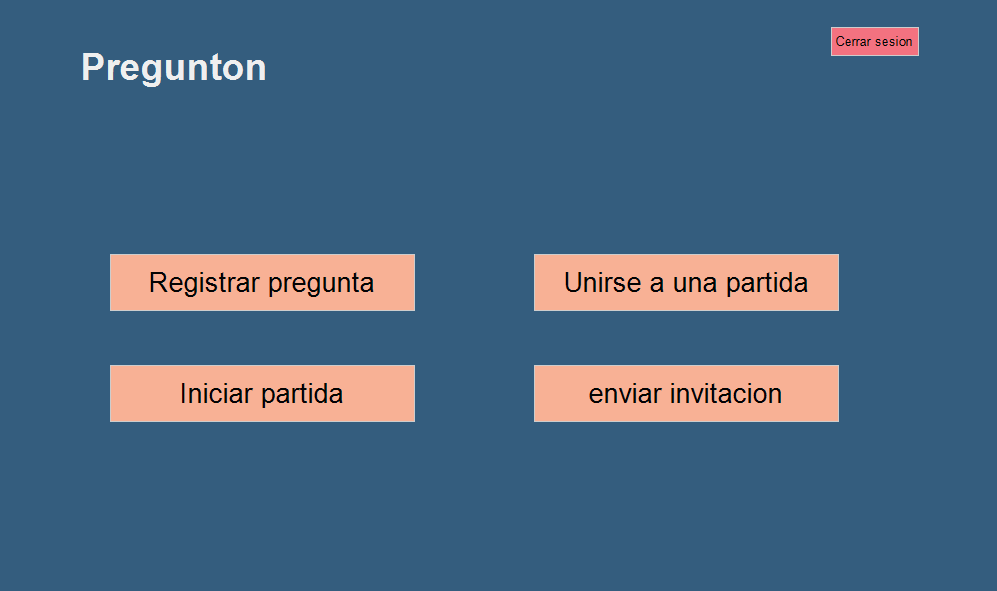 Cerrar sesion
Pregunton
Registrar pregunta
Unirse a una partida
Iniciar partida
enviar invitacion